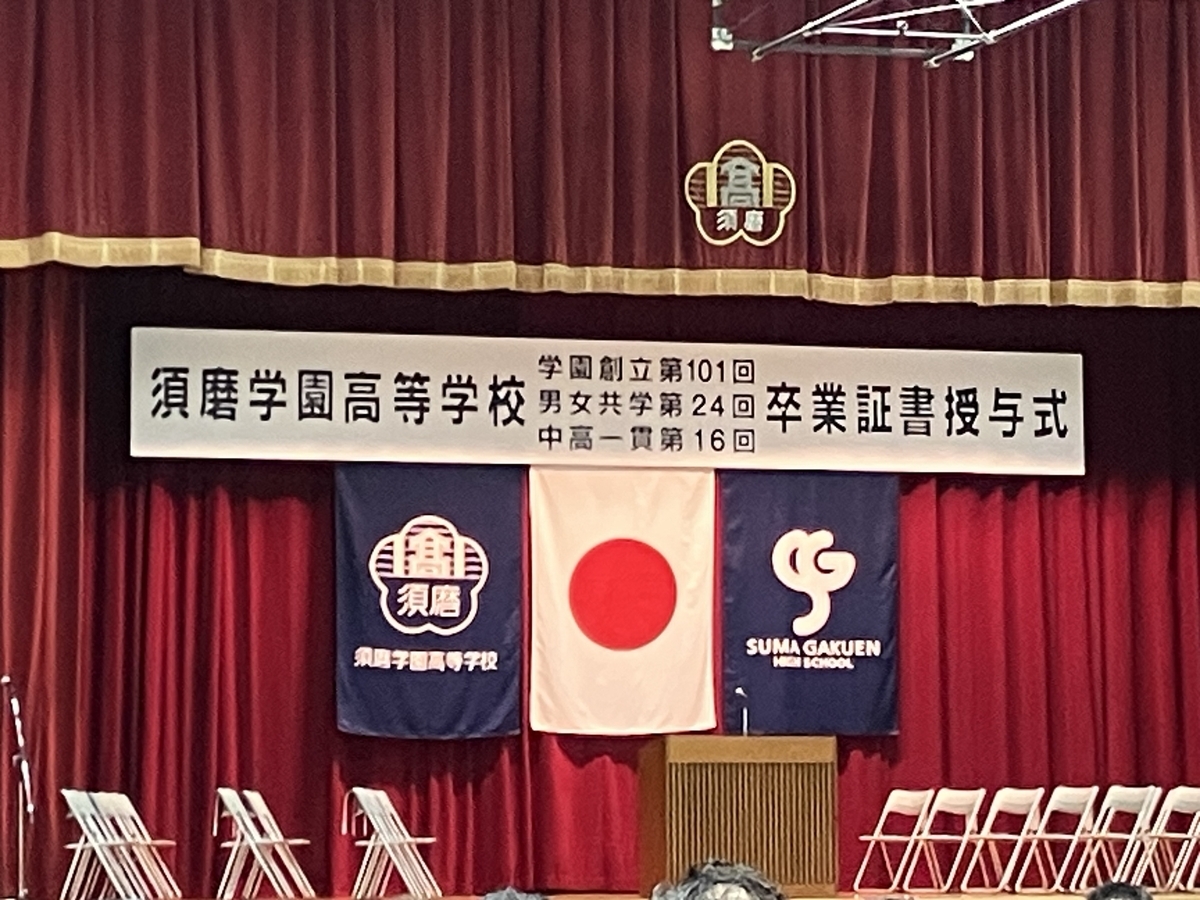 高
須磨
須磨学園高等学校
学園創立第101回
男女共学第24回
中高一貫第16回
卒業証書授与式
高
須磨
須磨学園高等学校
SUMA GAKUEN
HIGH SCHOOL